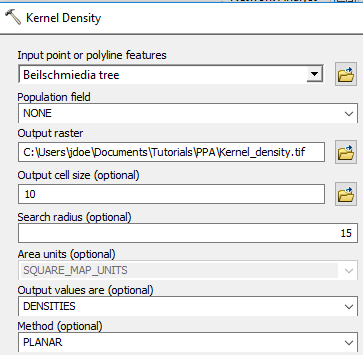 Kernel Density
Input point or polyline features
Beilschmiedia tree
Population field
NONE
Output raster
C:\Users\jdoe\Documents\Tutorials\PPA\Kernel_density.tif
Output cell size (optional)
10
Search radius (optional)
15
Area units (optional)
SQUARE_MAP_UNITS
Output values are (optional)
DENSITIES
Method (optional)
PLANAR